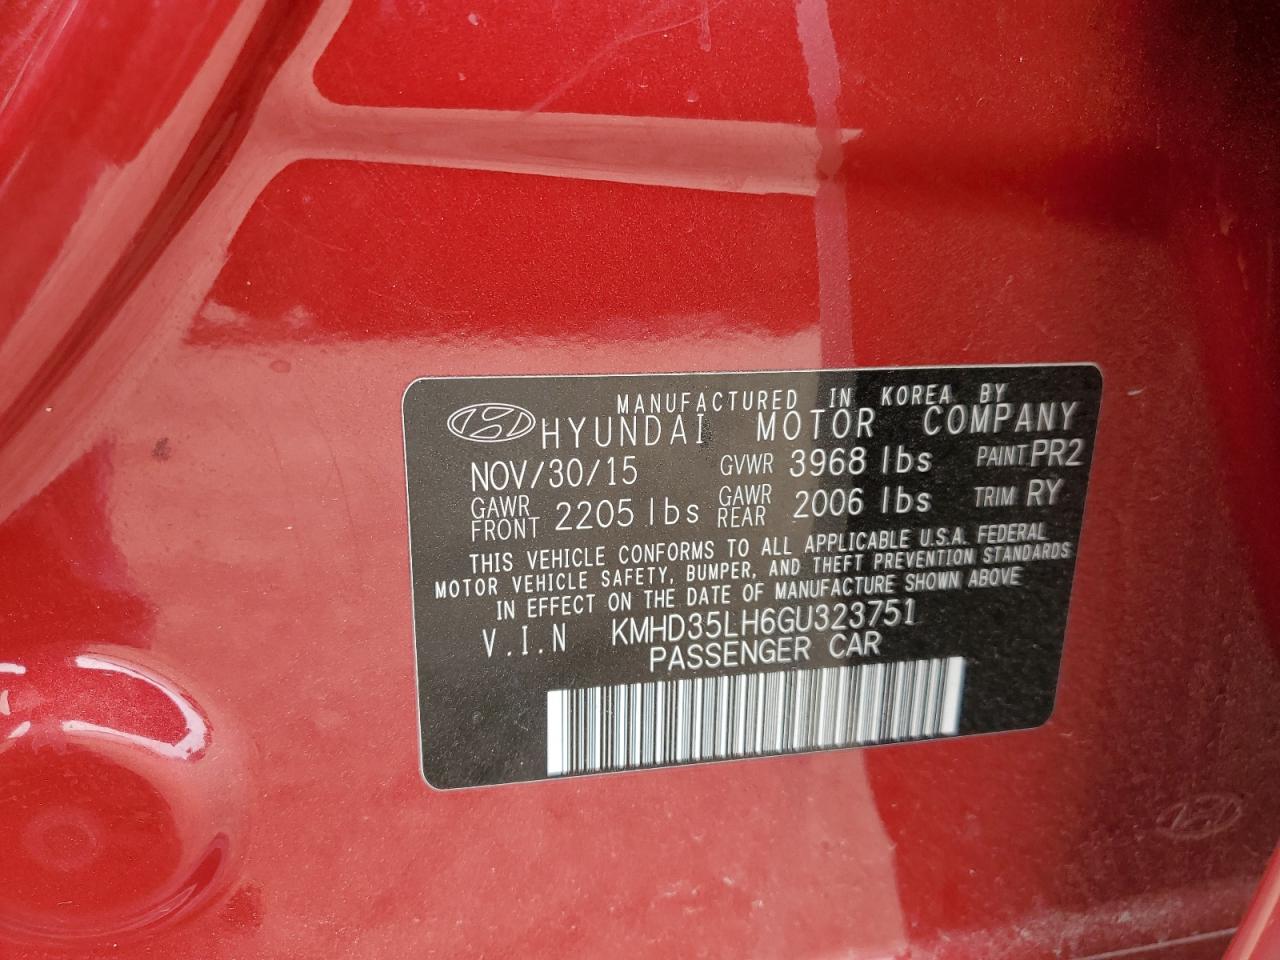 MANUFACTURED IN KOREA BY
HYUNDAI MOTOR COMPANY
NOV/30/15 GVWR 3968 lbs PAINT PR2
GAWR FRONT 2205 lbs GAWR REAR 2006 lbs TRIM RY
THIS VEHICLE CONFORMS TO ALL APPLICABLE U.S.A. FEDERAL
MOTOR VEHICLE SAFETY, BUMPER, AND THEFT PREVENTION STANDARDS
IN EFFECT ON THE DATE OF MANUFACTURE SHOWN ABOVE
V.I.N KMHD35LH6GU323751
PASSENGER CAR